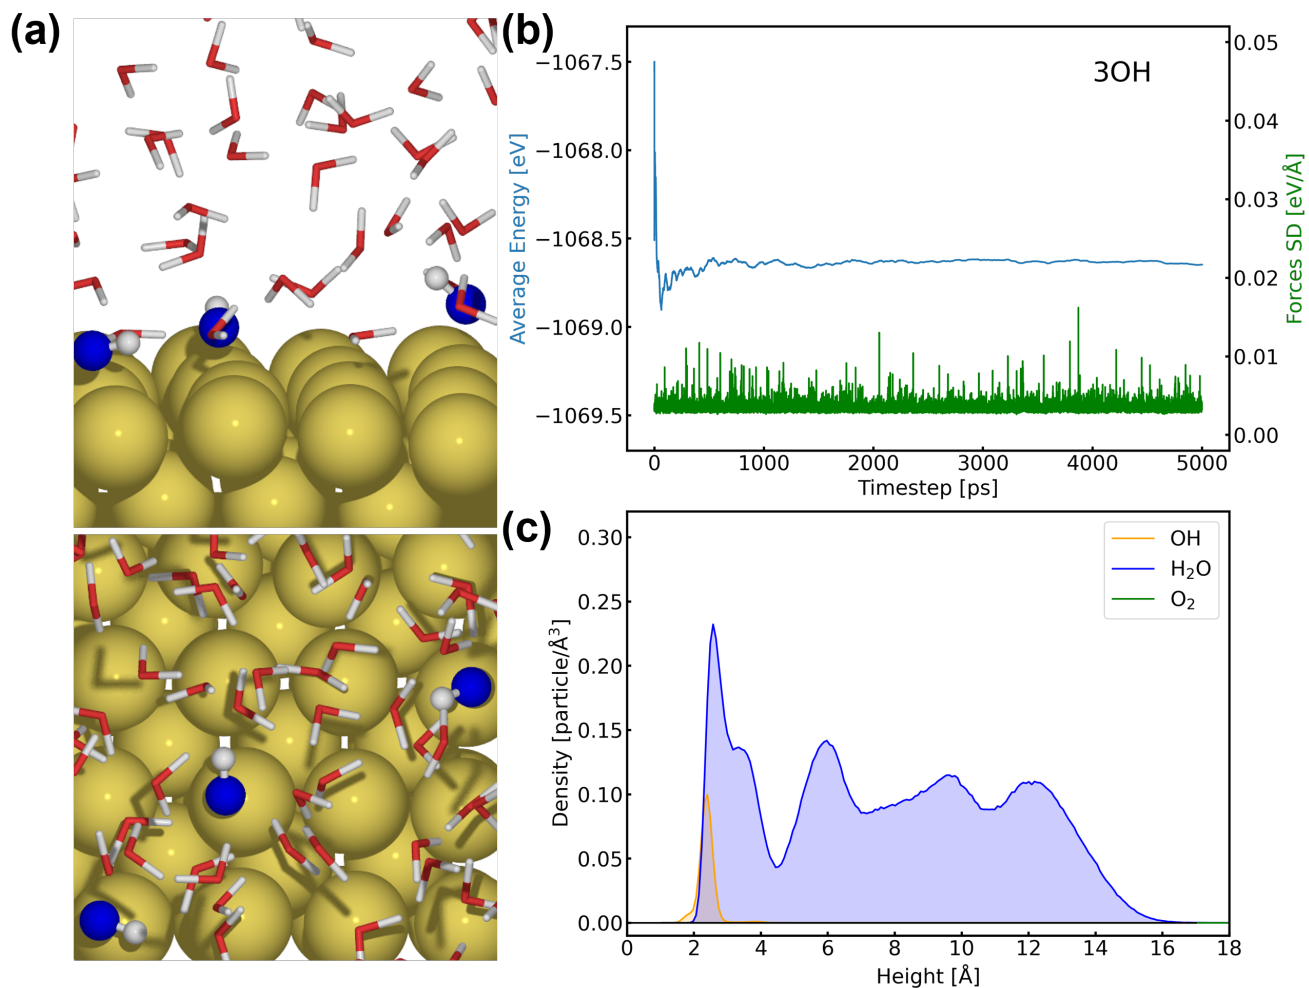 (a)
(b)
3OH
Average Energy [eV]
−1067.5
−1068.0
−1068.5
−1069.0
−1069.5
0.05
0.04
0.03
0.02
0.01
0.00
Forces SD [eV/Å]
0 1000 2000 3000 4000 5000
Timestep [ps]
(c)
OH
H₂O
O₂
Density [particle/Å³]
0.30
0.25
0.20
0.15
0.10
0.05
0.00
0 2 4 6 8 10 12 14 16 18
Height [Å]